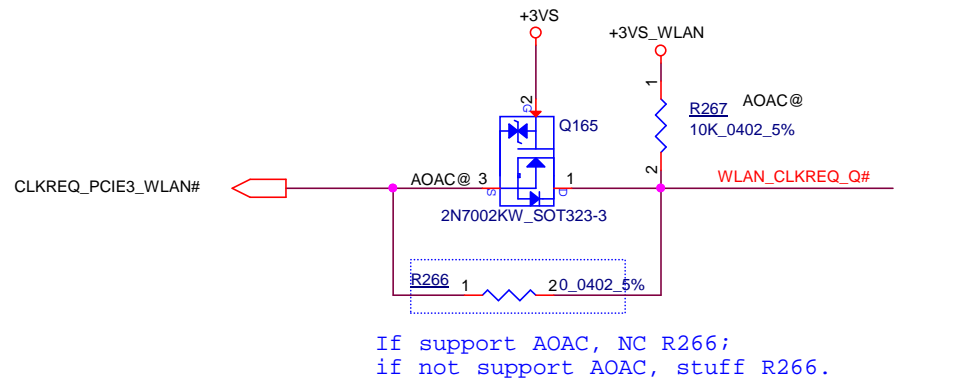 +3VS
+3VS_WLAN
1
R267 AOAC@
10K_0402_5%
2
G
Q165
2
CLKREQ_PCIE3_WLAN#
AOAC@ 3
S
1
D
WLAN_CLKREQ_Q#
2N7002KW_SOT323-3
R266 1
2 0_0402_5%
If support AOAC, NC R266;
if not support AOAC, stuff R266.